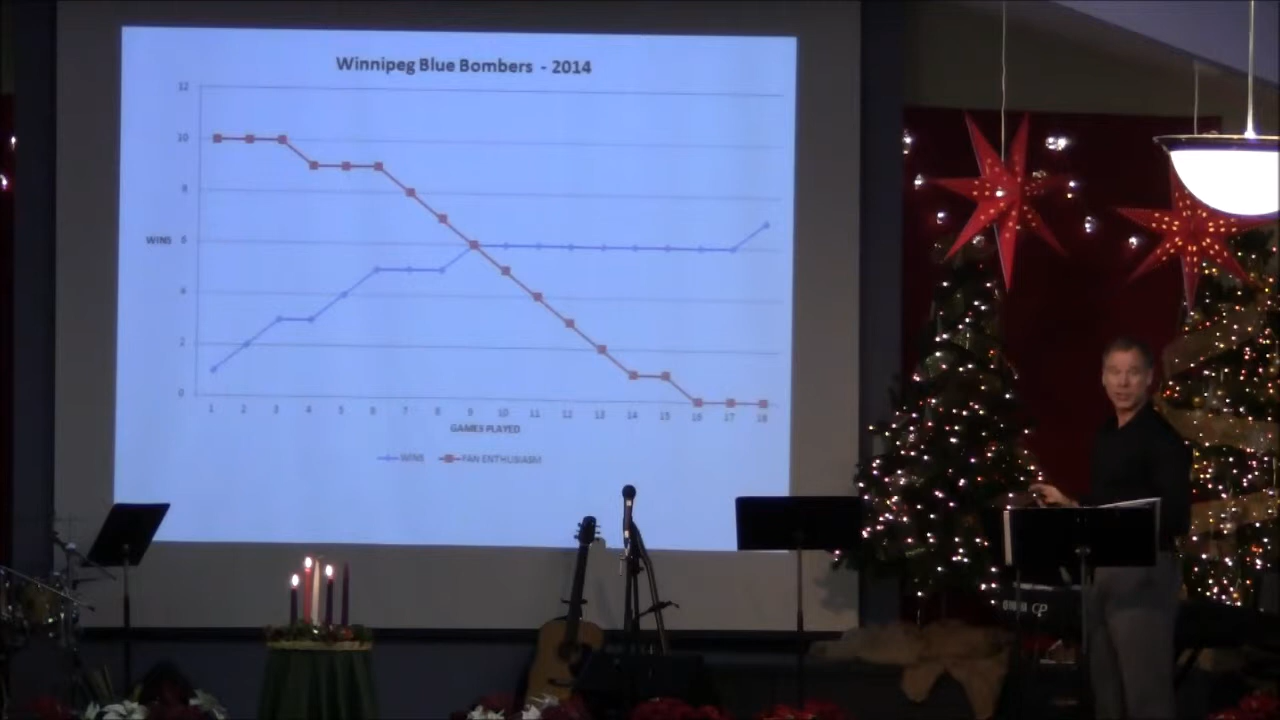 Winnipeg Blue Bombers - 2014
12
10
8
6
4
2
0
WINS
1 2 3 4 5 6 7 8 9 10 11 12 13 14 15 16 17 18
GAMES PLAYED
WINS FAN ENTHUSIASM
CP